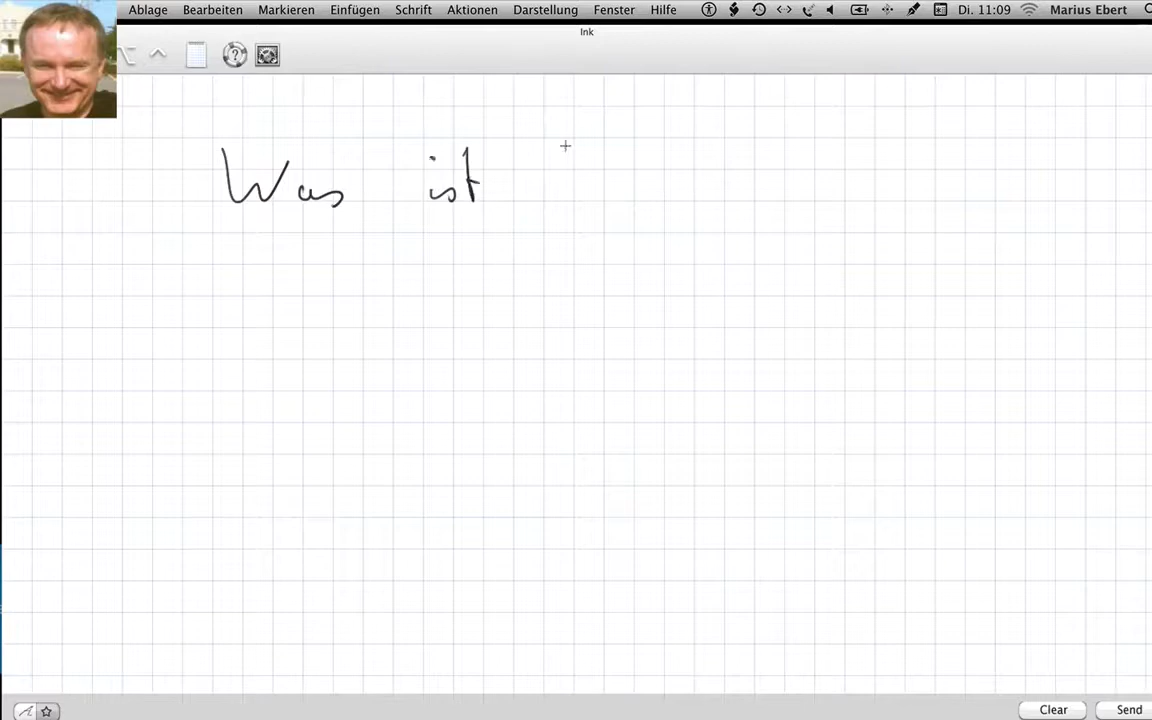 Ablage Bearbeiten Markieren Einfügen Schrift Aktionen Darstellung Fenster Hilfe Di. 11:09 Marius Ebert
Ink
Was ist
Clear Send